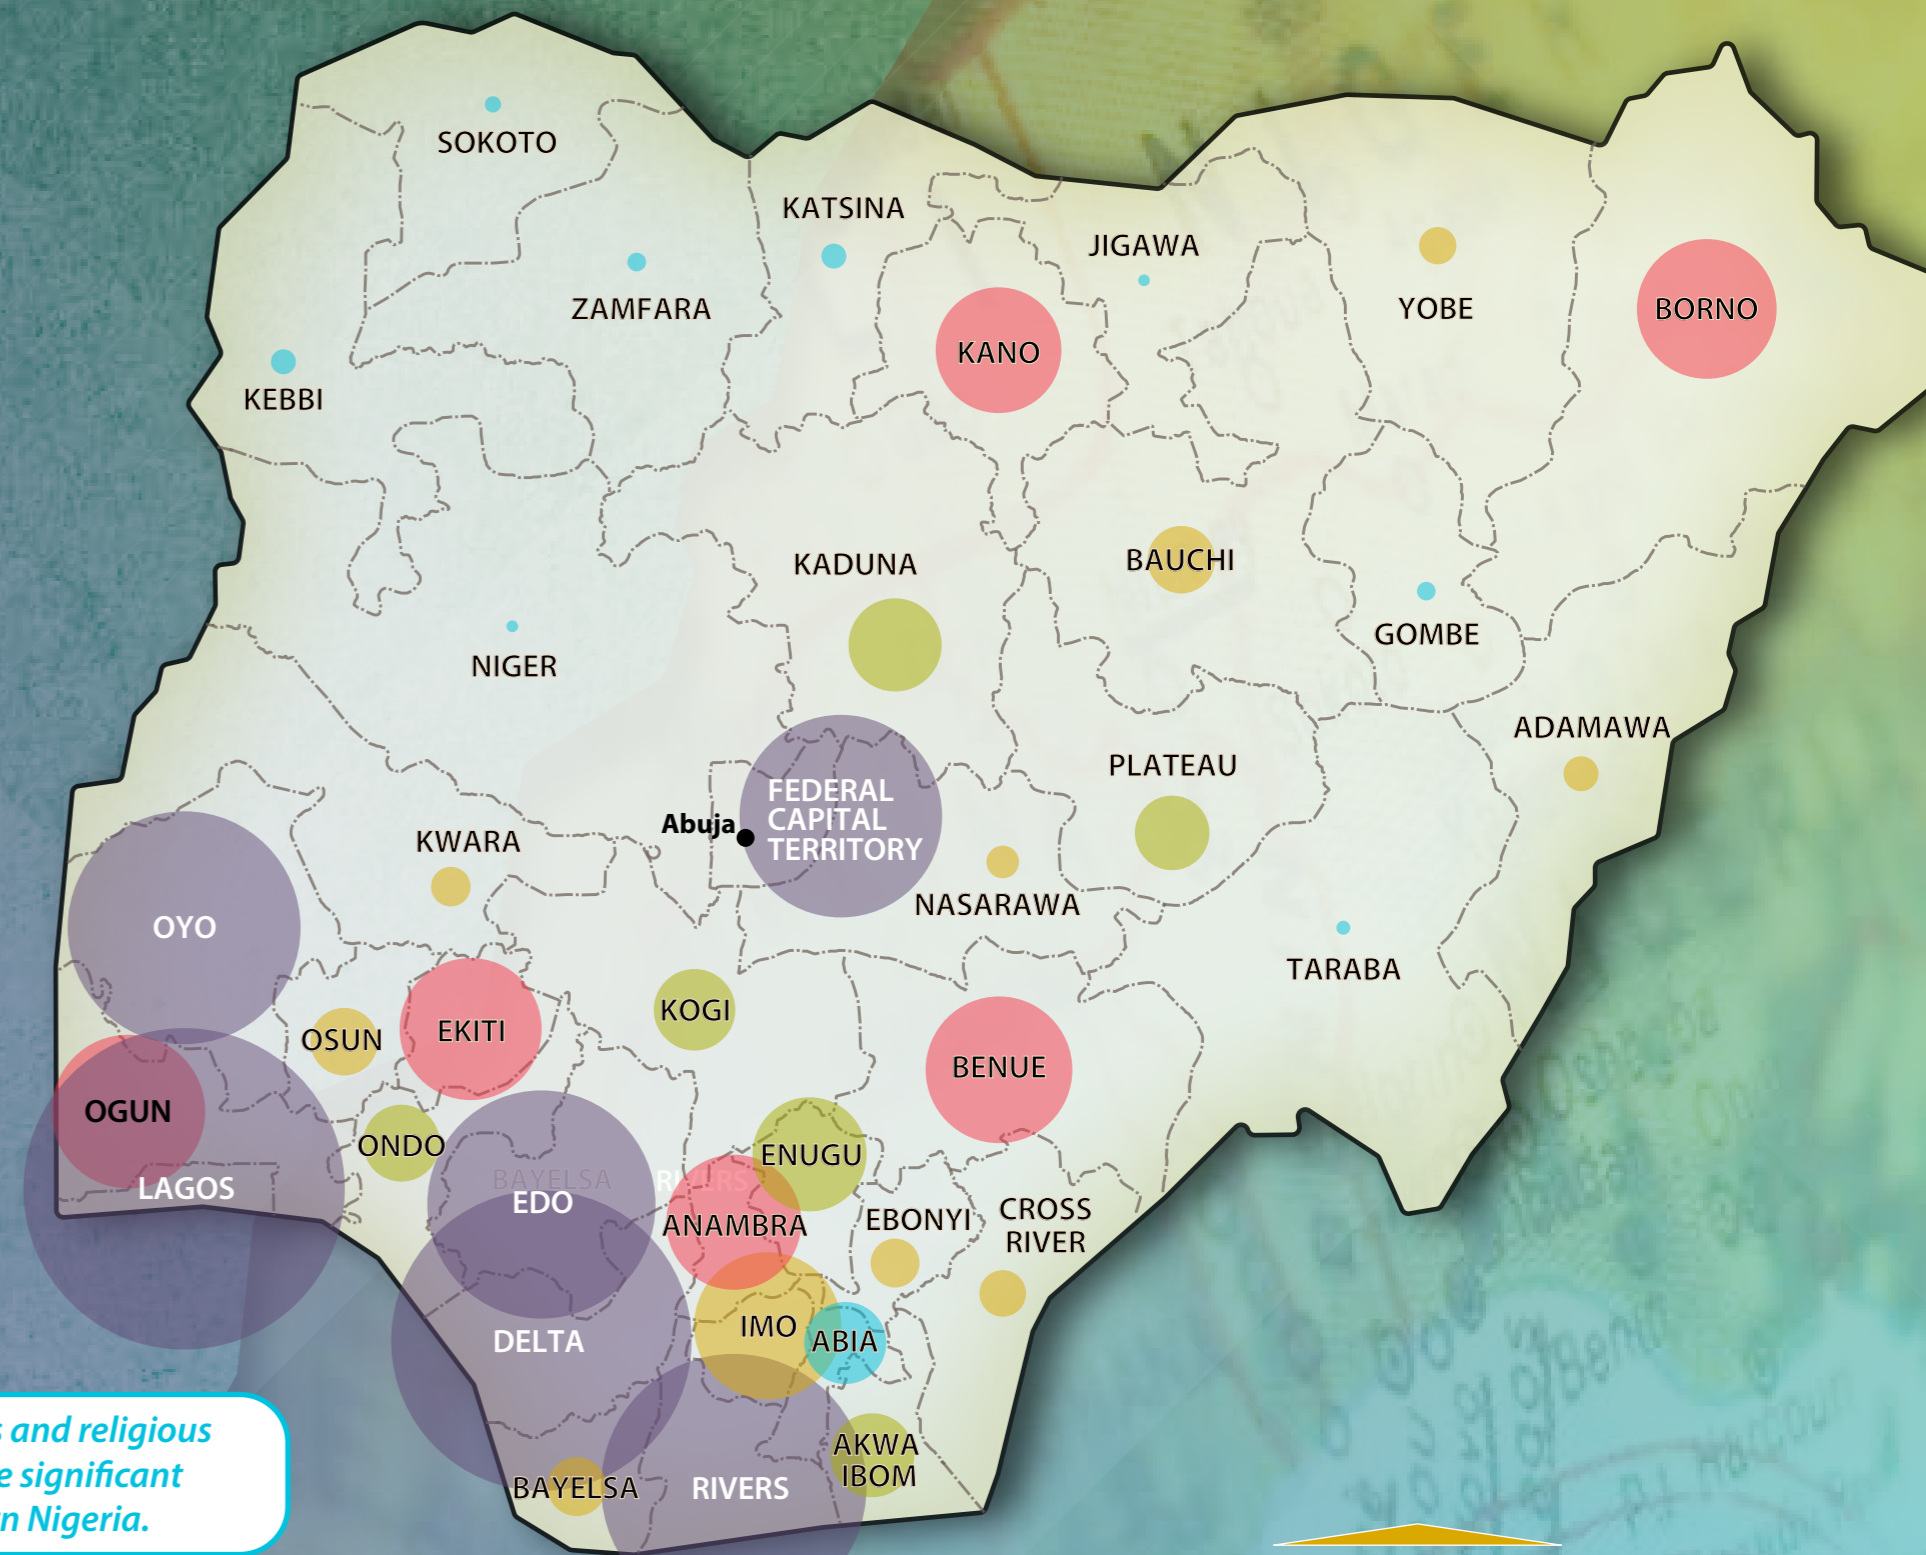 SOKOTO
KATSINA
JIGAWA
ZAMFARA
YOBE
BORNO
KANO
KEBBI
KADUNA
BAUCHI
GOMBE
NIGER
ADAMAWA
PLATEAU
FEDERAL
CAPITAL
TERRITORY
Abuja
KWARA
NASARAWA
OYO
TARABA
KOGI
EKITI
OSUN
BENUE
OGUN
ONDO
ENUGU
BAYELSA
RIVERS
LAGOS
EDO
ANAMBRA
EBONYI
CROSS
RIVER
IMO
ABIA
DELTA
AKWA
IBOM
BAYELSA
RIVERS
s and religious
e significant
n Nigeria.